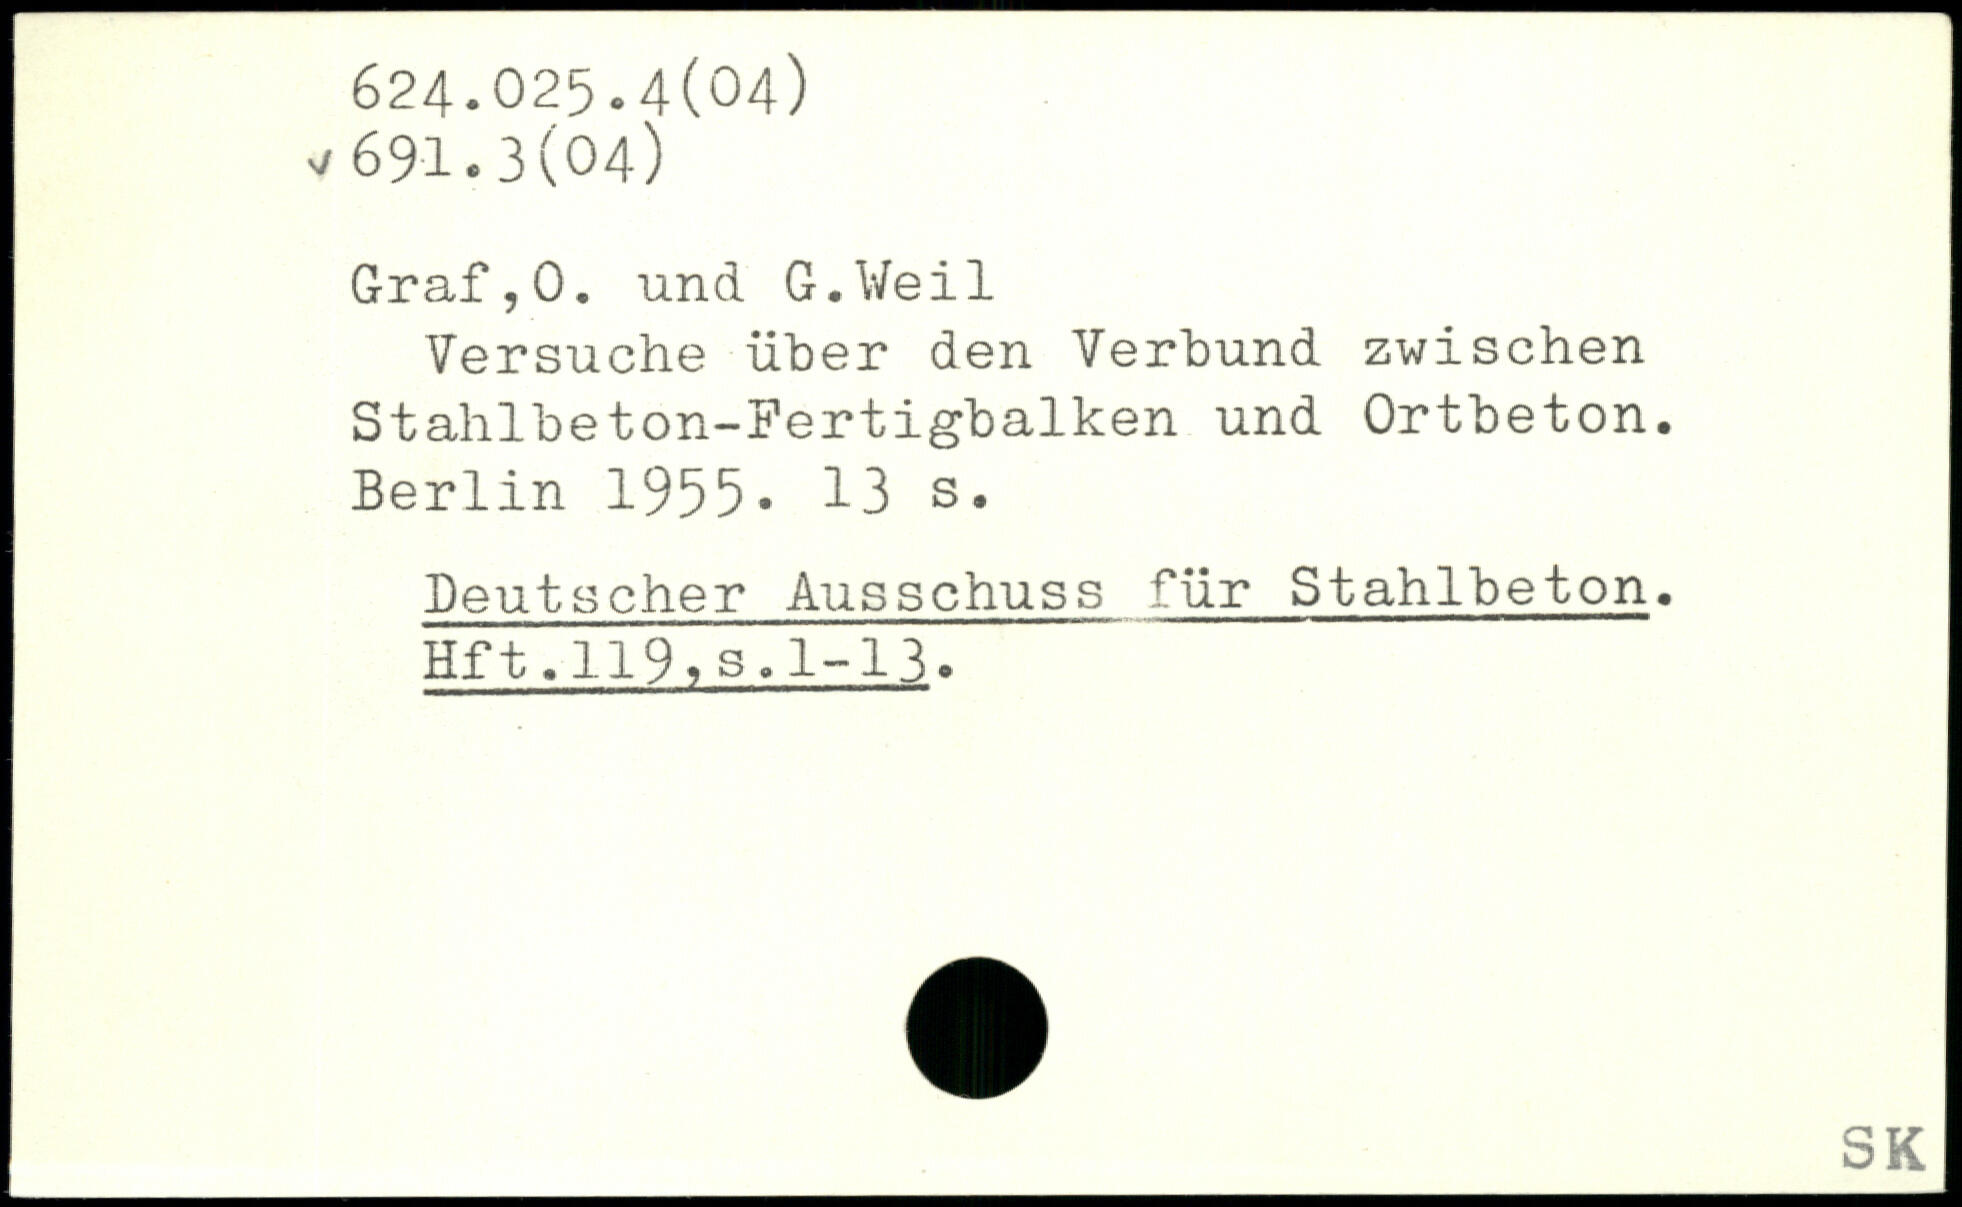 624.025.4(04)
✓ 691.3(04)
Graf,O. und G.Weil
Versuche über den Verbund zwischen
Stahlbeton-Fertigbalken und Ortbeton.
Berlin 1955. 13 s.
Deutscher Ausschuss für Stahlbeton.
Hft.119,s.1-13.
SK